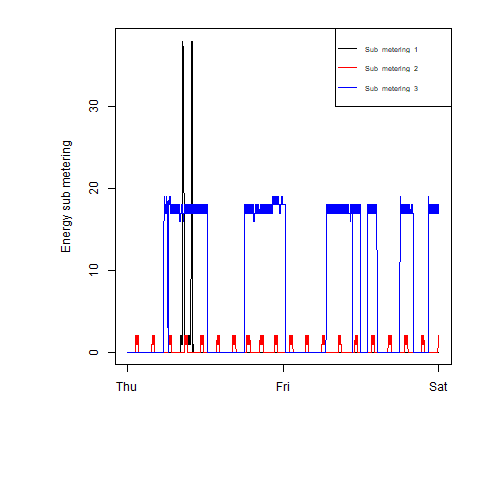 Sub metering 1
Sub metering 2
Sub metering 3
Energy sub metering
30
20
10
0
Thu Fri Sat